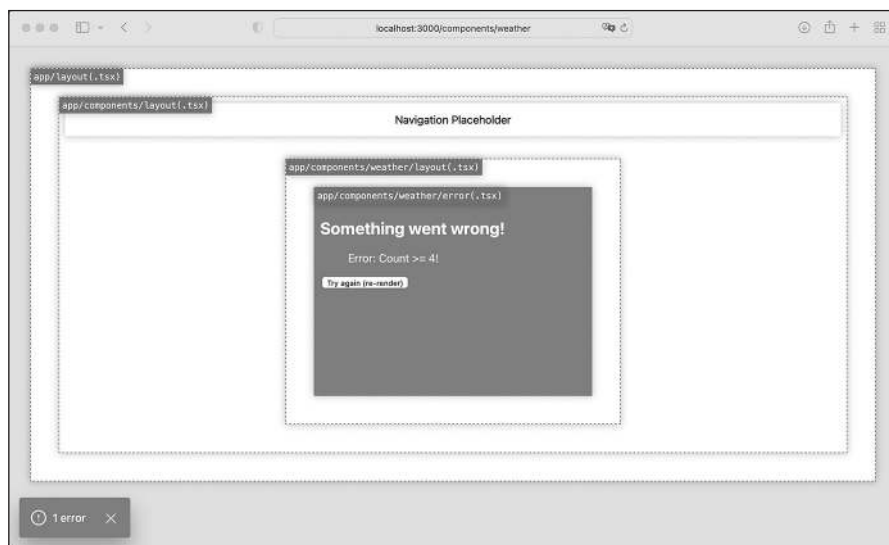 localhost:3000/components/weather
app/layout(.tsx)
app/components/layout(.tsx)
Navigation Placeholder
app/components/weather/layout(.tsx)
app/components/weather/error(.tsx)
Something went wrong!
Error: Count >= 4!
Try again (re-render)
1 error